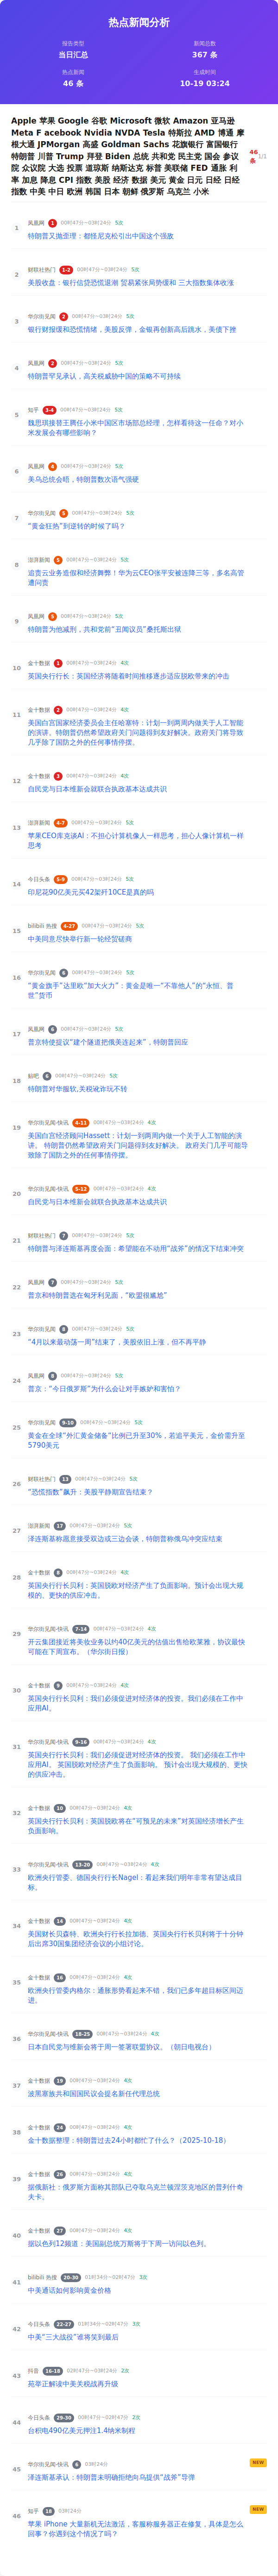 热点新闻分析
报告类型
新闻总数
当日汇总
367 条
热点新闻
生成时间
46 条
10-19 03:24
Apple 苹果 Google 谷歌 Microsoft 微软 Amazon 亚马逊
Meta F acebook Nvidia NVDA Tesla 特斯拉 AMD 博通 摩
根大通 JPMorgan 高盛 Goldman Sachs 花旗银行 富国银行
特朗普 川普 Trump 拜登 Biden 总统 共和党 民主党 国会 参议
院 众议院 大选 投票 道琼斯 纳斯达克 标普 美联储 FED 通胀 利
率 加息 降息 CPI 指数 美股 经济 数据 美元 黄金 日元 日经 日经
指数 中美 中日 欧洲 韩国 日本 朝鲜 俄罗斯 乌克兰 小米
46 条
1/1
1
凤凰网 1 00时47分~03时24分 5次
特朗普又抛歪理：都怪尼克松引出中国这个强敌
2
财联社热门 1-2 00时47分~03时24分 5次
美股收盘：银行信贷恐慌退潮 贸易紧张局势缓和 三大指数集体收涨
3
华尔街见闻 2 00时47分~03时24分 5次
银行财报缓和恐慌情绪，美股反弹，金银再创新高后跳水，美债下挫
4
凤凰网 2 00时47分~03时24分 5次
特朗普罕见承认，高关税威胁中国的策略不可持续
5
知乎 3-4 00时47分~03时24分 5次
魏思琪接替王腾任小米中国区市场部总经理，怎样看待这一任命？对小
米发展会有哪些影响？
6
凤凰网 4 00时47分~03时24分 5次
美乌总统会晤，特朗普数次语气强硬
7
华尔街见闻 5 00时47分~03时24分 5次
“黄金狂热”到逆转的时候了吗？
8
澎湃新闻 5 00时47分~03时24分 5次
追责云业务造假和经济舞弊！华为云CEO张平安被连降三等，多名高管
遭问责
9
凤凰网 5 00时47分~03时24分 5次
特朗普为他减刑，共和党前“丑闻议员”桑托斯出狱
10
金十数据 1 00时47分~03时24分 4次
英国央行行长：英国经济将随着时间推移逐步适应脱欧带来的冲击
11
金十数据 2 00时47分~03时24分 4次
美国白宫国家经济委员会主任哈塞特：计划一到两周内做关于人工智能
的演讲。特朗普仍然希望政府关门问题得到友好解决。政府关门将导致
几乎除了国防之外的任何事情停摆。
12
金十数据 3 00时47分~03时24分 4次
自民党与日本维新会就联合执政基本达成共识
13
澎湃新闻 4-7 00时47分~03时24分 5次
苹果CEO库克谈AI：不担心计算机像人一样思考，担心人像计算机一样
思考
14
今日头条 5-9 00时47分~03时24分 5次
印尼花90亿美元买42架歼10CE是真的吗
15
bilibili 热搜 4-27 00时47分~03时24分 5次
中美同意尽快举行新一轮经贸磋商
16
华尔街见闻 6 00时47分~03时24分 5次
“黄金旗手”达里欧“加大火力”：黄金是唯一“不靠他人”的“永恒、普
世”货币
17
凤凰网 6 00时47分~03时24分 5次
普京特使提议“建个隧道把俄美连起来”，特朗普回应
18
贴吧 6 00时47分~03时24分 5次
特朗普对华服软,关税讹诈玩不转
19
华尔街见闻-快讯 4-11 00时47分~03时24分 4次
美国白宫经济顾问Hassett：计划一到两周内做一个关于人工智能的演
讲。 特朗普仍然希望政府关门问题得到友好解决。 政府关门几乎可能导
致除了国防之外的任何事情停摆。
20
华尔街见闻-快讯 5-12 00时47分~03时24分 4次
自民党与日本维新会就联合执政基本达成共识
21
财联社热门 7 00时47分~03时24分 5次
特朗普与泽连斯基再度会面：希望能在不动用“战斧”的情况下结束冲突
22
凤凰网 7 00时47分~03时24分 5次
普京和特朗普选在匈牙利见面，“欧盟很尴尬”
23
华尔街见闻 8 00时47分~03时24分 5次
“4月以来最动荡一周”结束了，美股依旧上涨，但不再平静
24
凤凰网 8 00时47分~03时24分 5次
普京：“今日俄罗斯”为什么会让对手嫉妒和害怕？
25
华尔街见闻 9-10 00时47分~03时24分 5次
黄金在全球“外汇黄金储备”比例已升至30%，若追平美元，金价需升至
5790美元
26
财联社热门 13 00时47分~03时24分 5次
“恐慌指数”飙升：美股平静期宣告结束？
27
澎湃新闻 17 00时47分~03时24分 5次
泽连斯基称愿意接受双边或三边会谈，特朗普称俄乌冲突应结束
28
金十数据 8 00时47分~03时24分 4次
英国央行行长贝利：英国脱欧对经济产生了负面影响。预计会出现大规
模的、更快的供应冲击。
29
华尔街见闻-快讯 7-14 00时47分~03时24分 4次
开云集团接近将美妆业务以约40亿美元的估值出售给欧莱雅，协议最快
可能在下周宣布。（华尔街日报）
30
金十数据 9 00时47分~03时24分 4次
英国央行行长贝利：我们必须促进对经济体的投资。我们必须在工作中
应用AI。
31
华尔街见闻-快讯 9-16 00时47分~03时24分 4次
英国央行行长贝利：我们必须促进对经济体的投资。 我们必须在工作中
应用AI。 英国脱欧对经济产生了负面影响。 预计会出现大规模的、更快
的供应冲击。
32
金十数据 10 00时47分~03时24分 4次
英国央行行长贝利：英国脱欧将在“可预见的未来”对英国经济增长产生
负面影响。
33
华尔街见闻-快讯 13-20 00时47分~03时24分 4次
欧洲央行管委、德国央行行长Nagel：看起来我们明年非常有望达成目
标。
34
金十数据 14 00时47分~03时24分 4次
美国财长贝森特、欧洲央行行长拉加德、英国央行行长贝利将于十分钟
后出席30国集团经济会议的小组讨论。
35
金十数据 16 00时47分~03时24分 4次
欧洲央行管委内格尔：通胀形势看起来不错，我们已多年超目标区间迈
进。
36
华尔街见闻-快讯 18-25 00时47分~03时24分 4次
日本自民党与维新会将于周一签署联盟协议。（朝日电视台）
37
金十数据 19 00时47分~03时24分 4次
波黑塞族共和国国民议会提名新任代理总统
38
金十数据 24 00时47分~03时24分 4次
金十数据整理：特朗普过去24小时都忙了什么？（2025-10-18）
39
金十数据 26 00时47分~03时24分 4次
据俄新社：俄罗斯方面称其部队已夺取乌克兰顿涅茨克地区的普列什奇
夫卡。
40
金十数据 27 00时47分~03时24分 4次
据以色列12频道：美国副总统万斯将于下周一访问以色列。
41
bilibili 热搜 20-30 01时34分~02时47分 3次
中美通话如何影响黄金价格
42
今日头条 22-27 01时34分~02时47分 3次
中美“三大战役”谁将笑到最后
43
抖音 16-18 02时47分~03时24分 2次
苑举正解读中美关税战再升级
44
今日头条 29-30 00时47分~02时47分 2次
台积电490亿美元押注1.4纳米制程
45
华尔街见闻-快讯 6 03时24分
NEW
泽连斯基承认：特朗普未明确拒绝向乌提供“战斧”导弹
46
知乎 18 03时24分
NEW
苹果 iPhone 大量新机无法激活，客服称服务器正在修复，具体是怎么
回事？你遇到这个情况了吗？